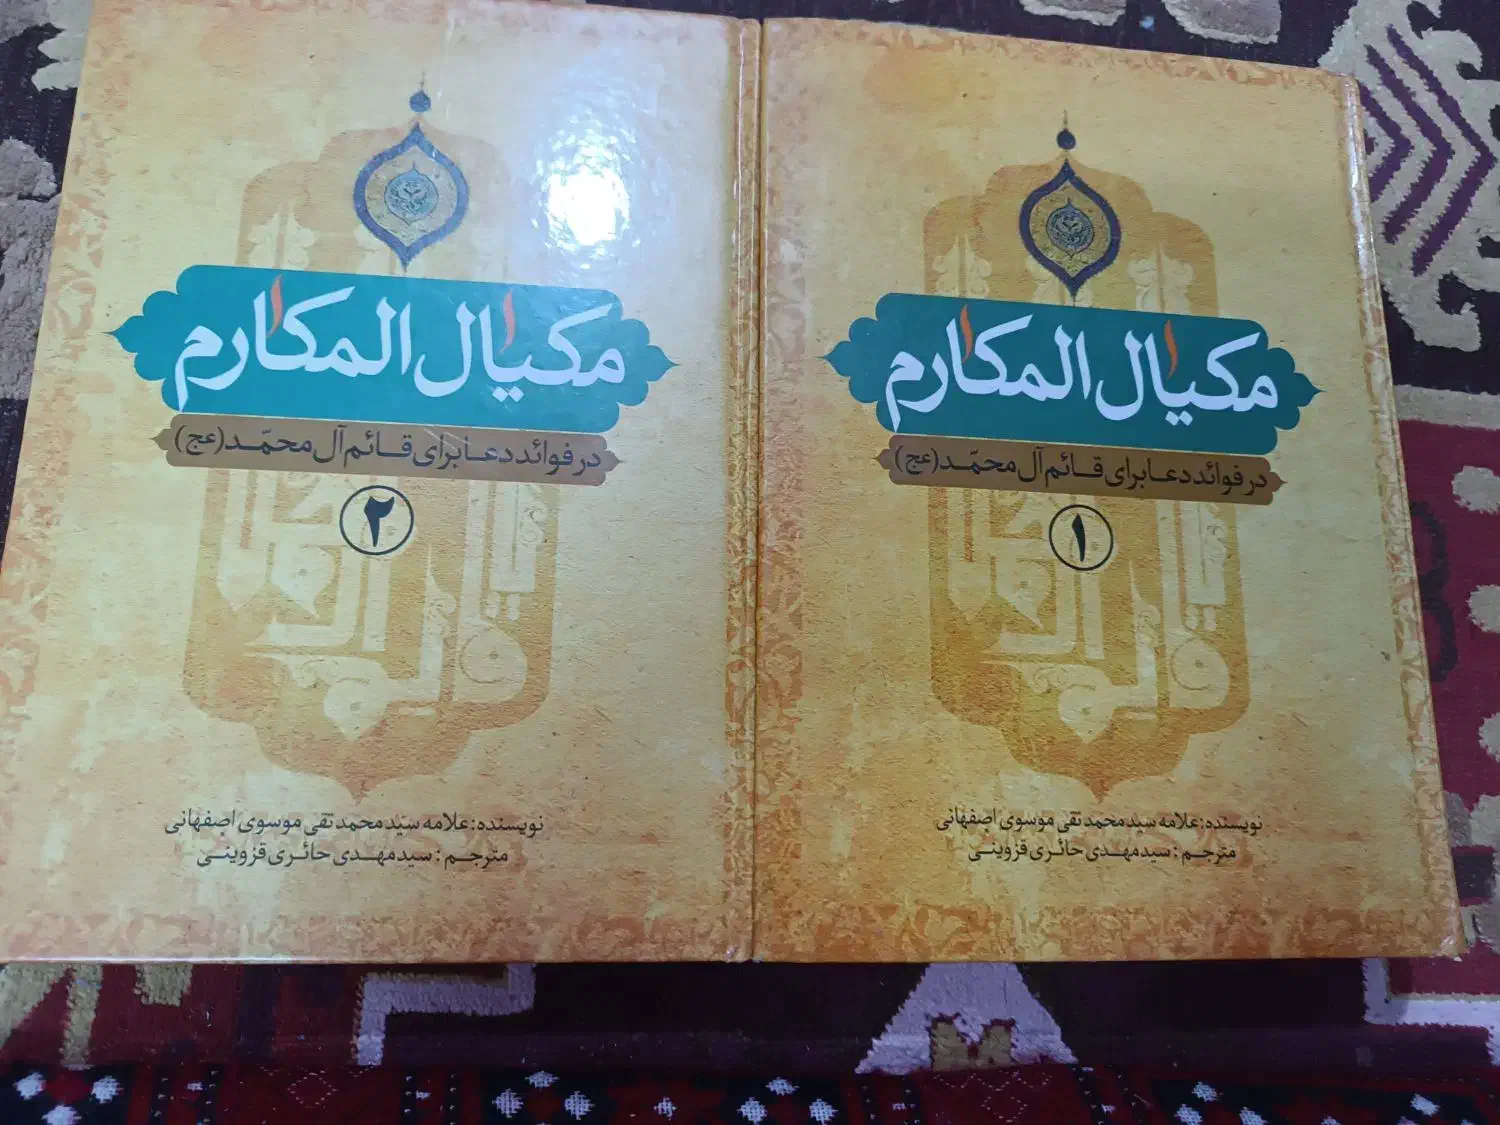 مکیال المکارم
در فوائد دعا برای قائم آل محمّد (عج)
۱
نویسنده: علامه سید محمد تقی موسوی اصفهانی
مترجم: سید مهدی حائری قزوینی
مکیال المکارم
در فوائد دعا برای قائم آل محمّد (عج)
۲
نویسنده: علامه سیّد محمد تقی موسوی اصفهانی
مترجم: سید مهدی حائری قزوینی